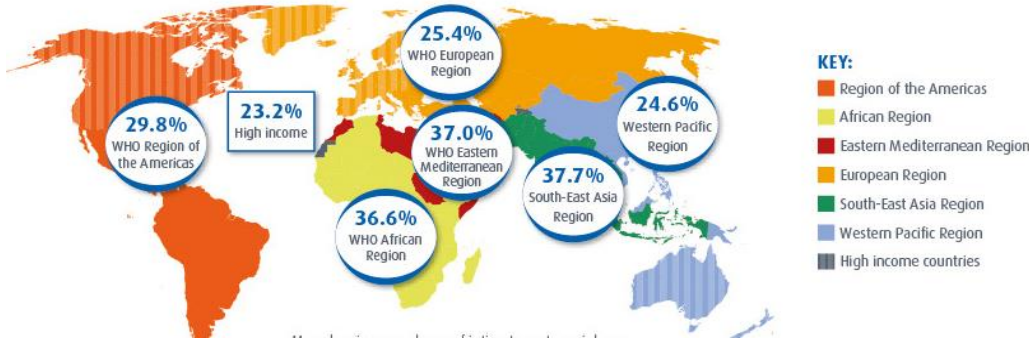 25.4%
WHO European
Region
23.2%
High income
29.8%
WHO Region of
the Americas
37.0%
WHO Eastern
Mediterranean
Region
24.6%
Western Pacific
Region
37.7%
South-East Asia
Region
36.6%
WHO African
Region
KEY:
Region of the Americas
African Region
Eastern Mediterranean Region
European Region
South-East Asia Region
Western Pacific Region
High income countries